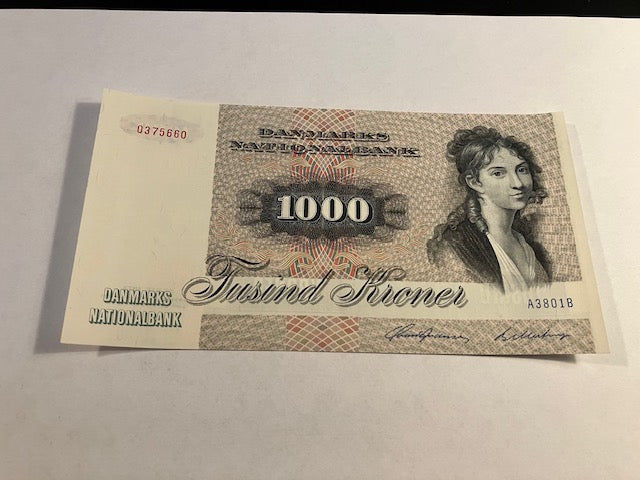 0375660
DANMARKS
NATIONALBANK
1000
Tusind Kroner
DANMARKS
NATIONALBANK
A3801B